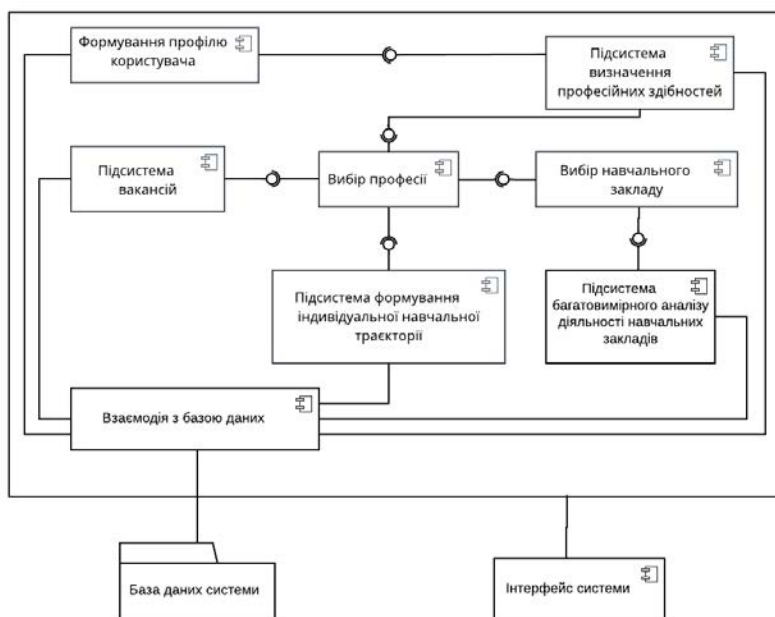 Формування профілю
користувача
Підсистема
визначення
професійних здібностей
Підсистема
вакансій
Вибір професії
Вибір навчального
закладу
Підсистема формування
індивідуальної навчальної
траєкторії
Підсистема
багатовимірного аналізу
діяльності навчальних
закладів
Взаємодія з базою даних
База даних системи
Інтерфейс системи